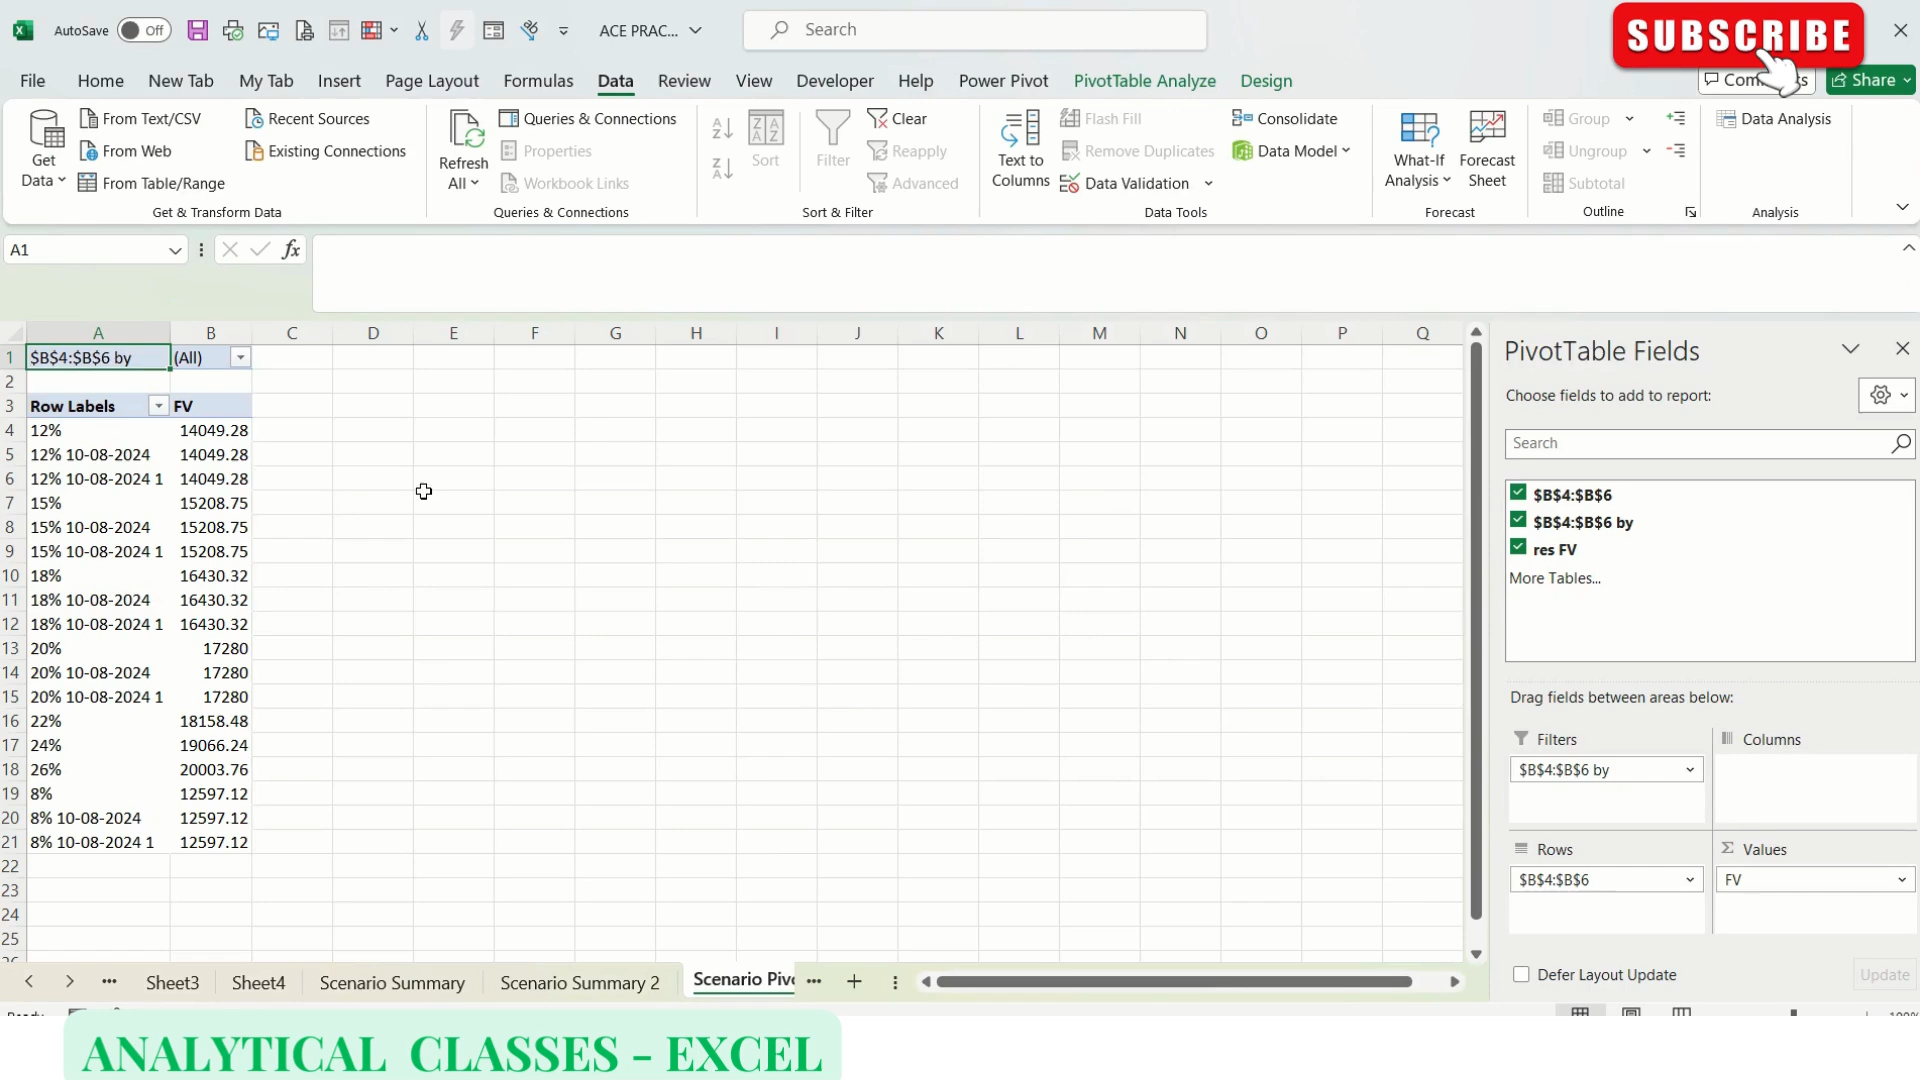 AutoSave Off ACE PRAC... Search SUBSCRIBE
File Home New Tab My Tab Insert Page Layout Formulas Data Review View Developer Help Power Pivot PivotTable Analyze Design Share
Get Data From Text/CSV From Web From Table/Range Recent Sources Existing Connections
Get & Transform Data
Refresh All Queries & Connections Properties Workbook Links
Queries & Connections
Sort Filter Clear Reapply Advanced
Sort & Filter
Text to Columns Flash Fill Remove Duplicates Data Validation Consolidate Data Model
Data Tools
What-If Analysis Forecast Sheet
Forecast
Group Ungroup Subtotal
Outline
Data Analysis
Analysis
A1 fx
A B C D E F G H I J K L M N O P Q
1 $B$4:$B$6 by (All)
2
3 Row Labels FV
4 12% 14049.28
5 12% 10-08-2024 14049.28
6 12% 10-08-2024 1 14049.28
7 15% 15208.75
8 15% 10-08-2024 15208.75
9 15% 10-08-2024 1 15208.75
10 18% 16430.32
11 18% 10-08-2024 16430.32
12 18% 10-08-2024 1 16430.32
13 20% 17280
14 20% 10-08-2024 17280
15 20% 10-08-2024 1 17280
16 22% 18158.48
17 24% 19066.24
18 26% 20003.76
19 8% 12597.12
20 8% 10-08-2024 12597.12
21 8% 10-08-2024 1 12597.12
22
23
24
25
PivotTable Fields
Choose fields to add to report:
Search
$B$4:$B$6
$B$4:$B$6 by
res FV
More Tables...
Drag fields between areas below:
Filters Columns
$B$4:$B$6 by
Rows Values
$B$4:$B$6 FV
Defer Layout Update Update
Sheet3 Sheet4 Scenario Summary Scenario Summary 2 Scenario Piv
ANALYTICAL CLASSES - EXCEL